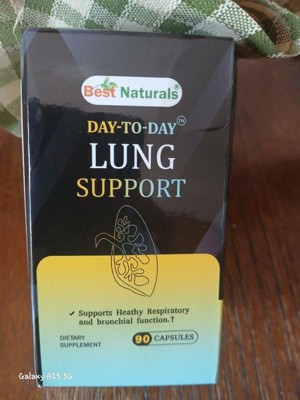 Best Naturals®
DAY-TO-DAY™
LUNG
SUPPORT
✓ Supports Heathy Respiratory
and bronchial function.†
DIETARY
SUPPLEMENT
90 CAPSULES
Galaxy A15 5G